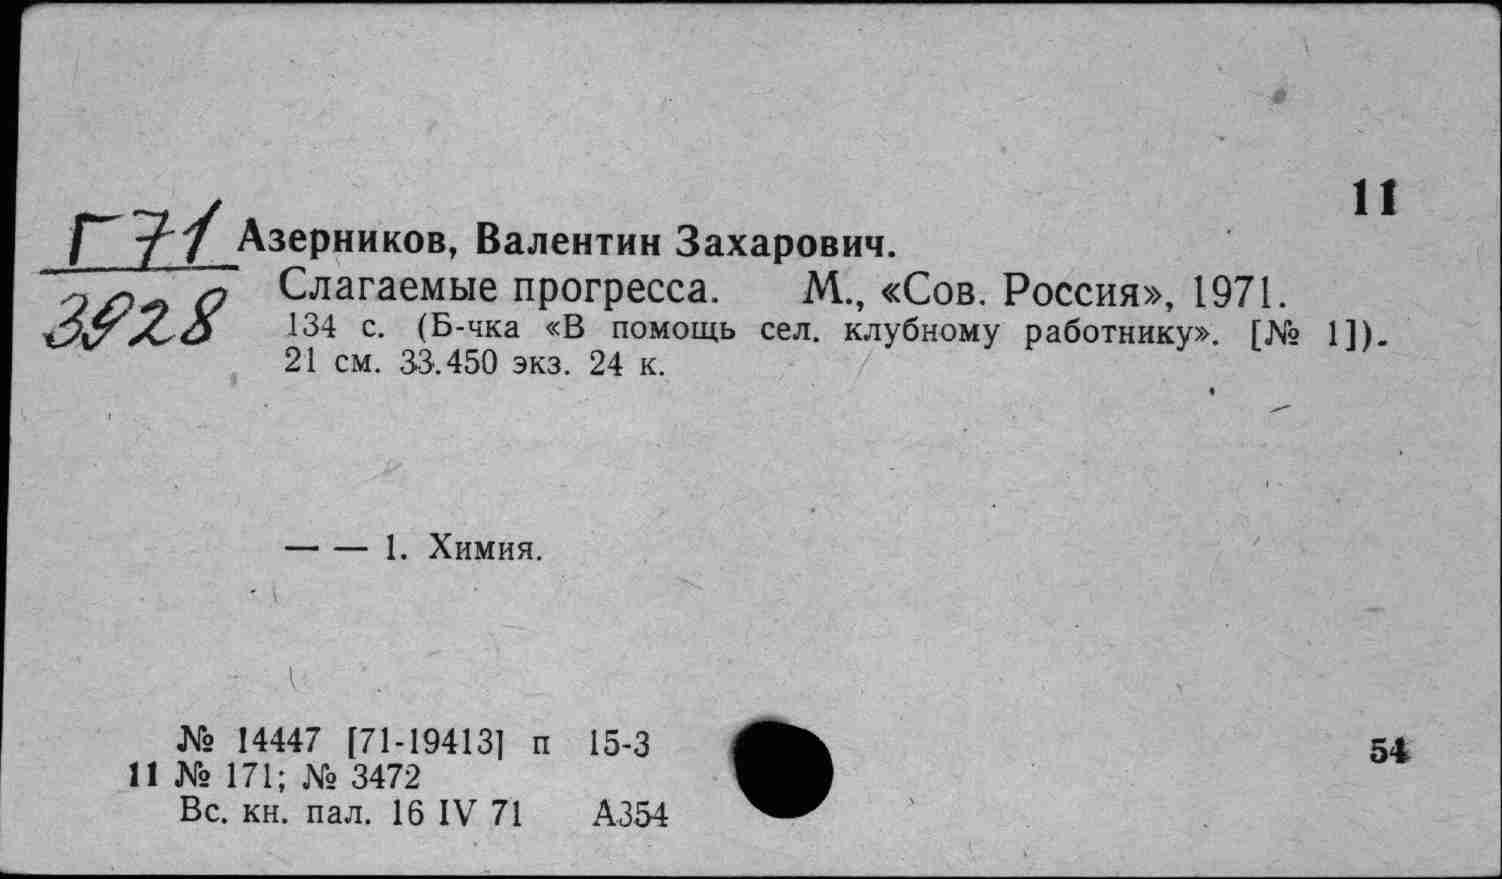 11
Г71 Азерников, Валентин Захарович.
3928 Слагаемые прогресса. М., «Сов. Россия», 1971.
134 с. (Б-чка «В помощь сел. клубному работнику». [№ 1]).
21 см. 33.450 экз. 24 к.
— — 1. Химия.
№ 14447 [71-19413] п 15-3
54
11 № 171; № 3472
Вс. кн. пал. 16 IV 71 А354